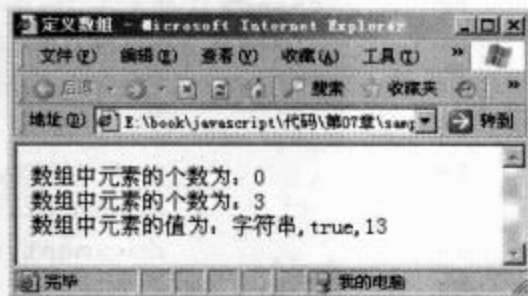 定义数组 - Microsoft Internet Explorer
文件(F) 编辑(E) 查看(V) 收藏(A) 工具(T) »
后退 搜索 收藏夹 »
地址(D) E:\book\javascript\代码\第07章\samp 转到
数组中元素的个数为：0
数组中元素的个数为：3
数组中元素的值为：字符串,true,13
完毕 我的电脑